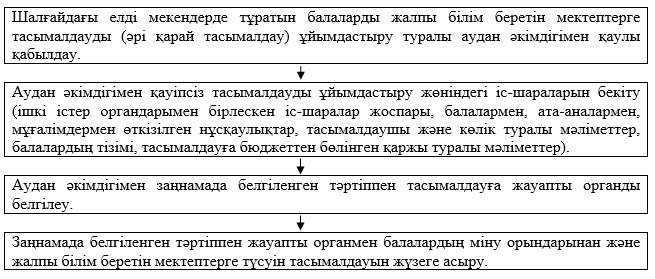 Шалғайдағы елді мекендерде тұратын балаларды жалпы білім беретін мектептерге
тасымалдауды (әрі қарай тасымалдау) ұйымдастыру туралы аудан әкімдігімен қаулы
қабылдау.
Аудан әкімдігімен қауіпсіз тасымалдауды ұйымдастыру жөніндегі іс-шараларын бекіту
(ішкі істер органдарымен бірлескен іс-шаралар жоспары, балалармен, ата-аналармен,
мұғалімдермен өткізілген нұсқаулықтар, тасымалдаушы және көлік туралы мәліметтер,
балалардың тізімі, тасымалдауға бюджеттен бөлінген қаржы туралы мәліметтер).
Аудан әкімдігімен заңнамада белгіленген тәртіппен тасымалдауға жауапты органды
белгілеу.
Заңнамада белгіленген тәртіппен жауапты органмен балалардың міну орындарынан және
жалпы білім беретін мектептерге түсуін тасымалдауын жүзеге асыру.